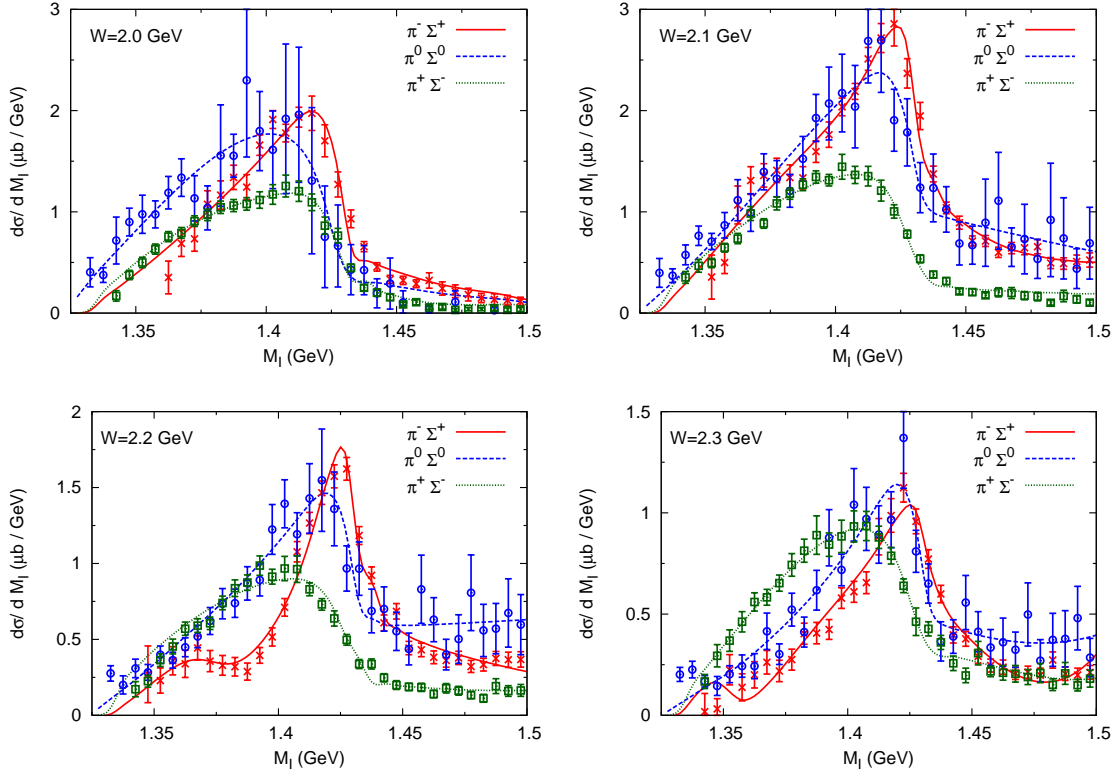 W=2.0 GeV
π⁻ Σ⁺
π⁰ Σ⁰
π⁺ Σ⁻
dσ/ d M_I (μb / GeV)
0 1 2 3
1.35 1.4 1.45 1.5
M_I (GeV)
W=2.1 GeV
π⁻ Σ⁺
π⁰ Σ⁰
π⁺ Σ⁻
dσ/ d M_I (μb / GeV)
0 1 2 3
1.35 1.4 1.45 1.5
M_I (GeV)
W=2.2 GeV
π⁻ Σ⁺
π⁰ Σ⁰
π⁺ Σ⁻
dσ/ d M_I (μb / GeV)
0 0.5 1 1.5 2
1.35 1.4 1.45 1.5
M_I (GeV)
W=2.3 GeV
π⁻ Σ⁺
π⁰ Σ⁰
π⁺ Σ⁻
dσ/ d M_I (μb / GeV)
0 0.5 1 1.5
1.35 1.4 1.45 1.5
M_I (GeV)